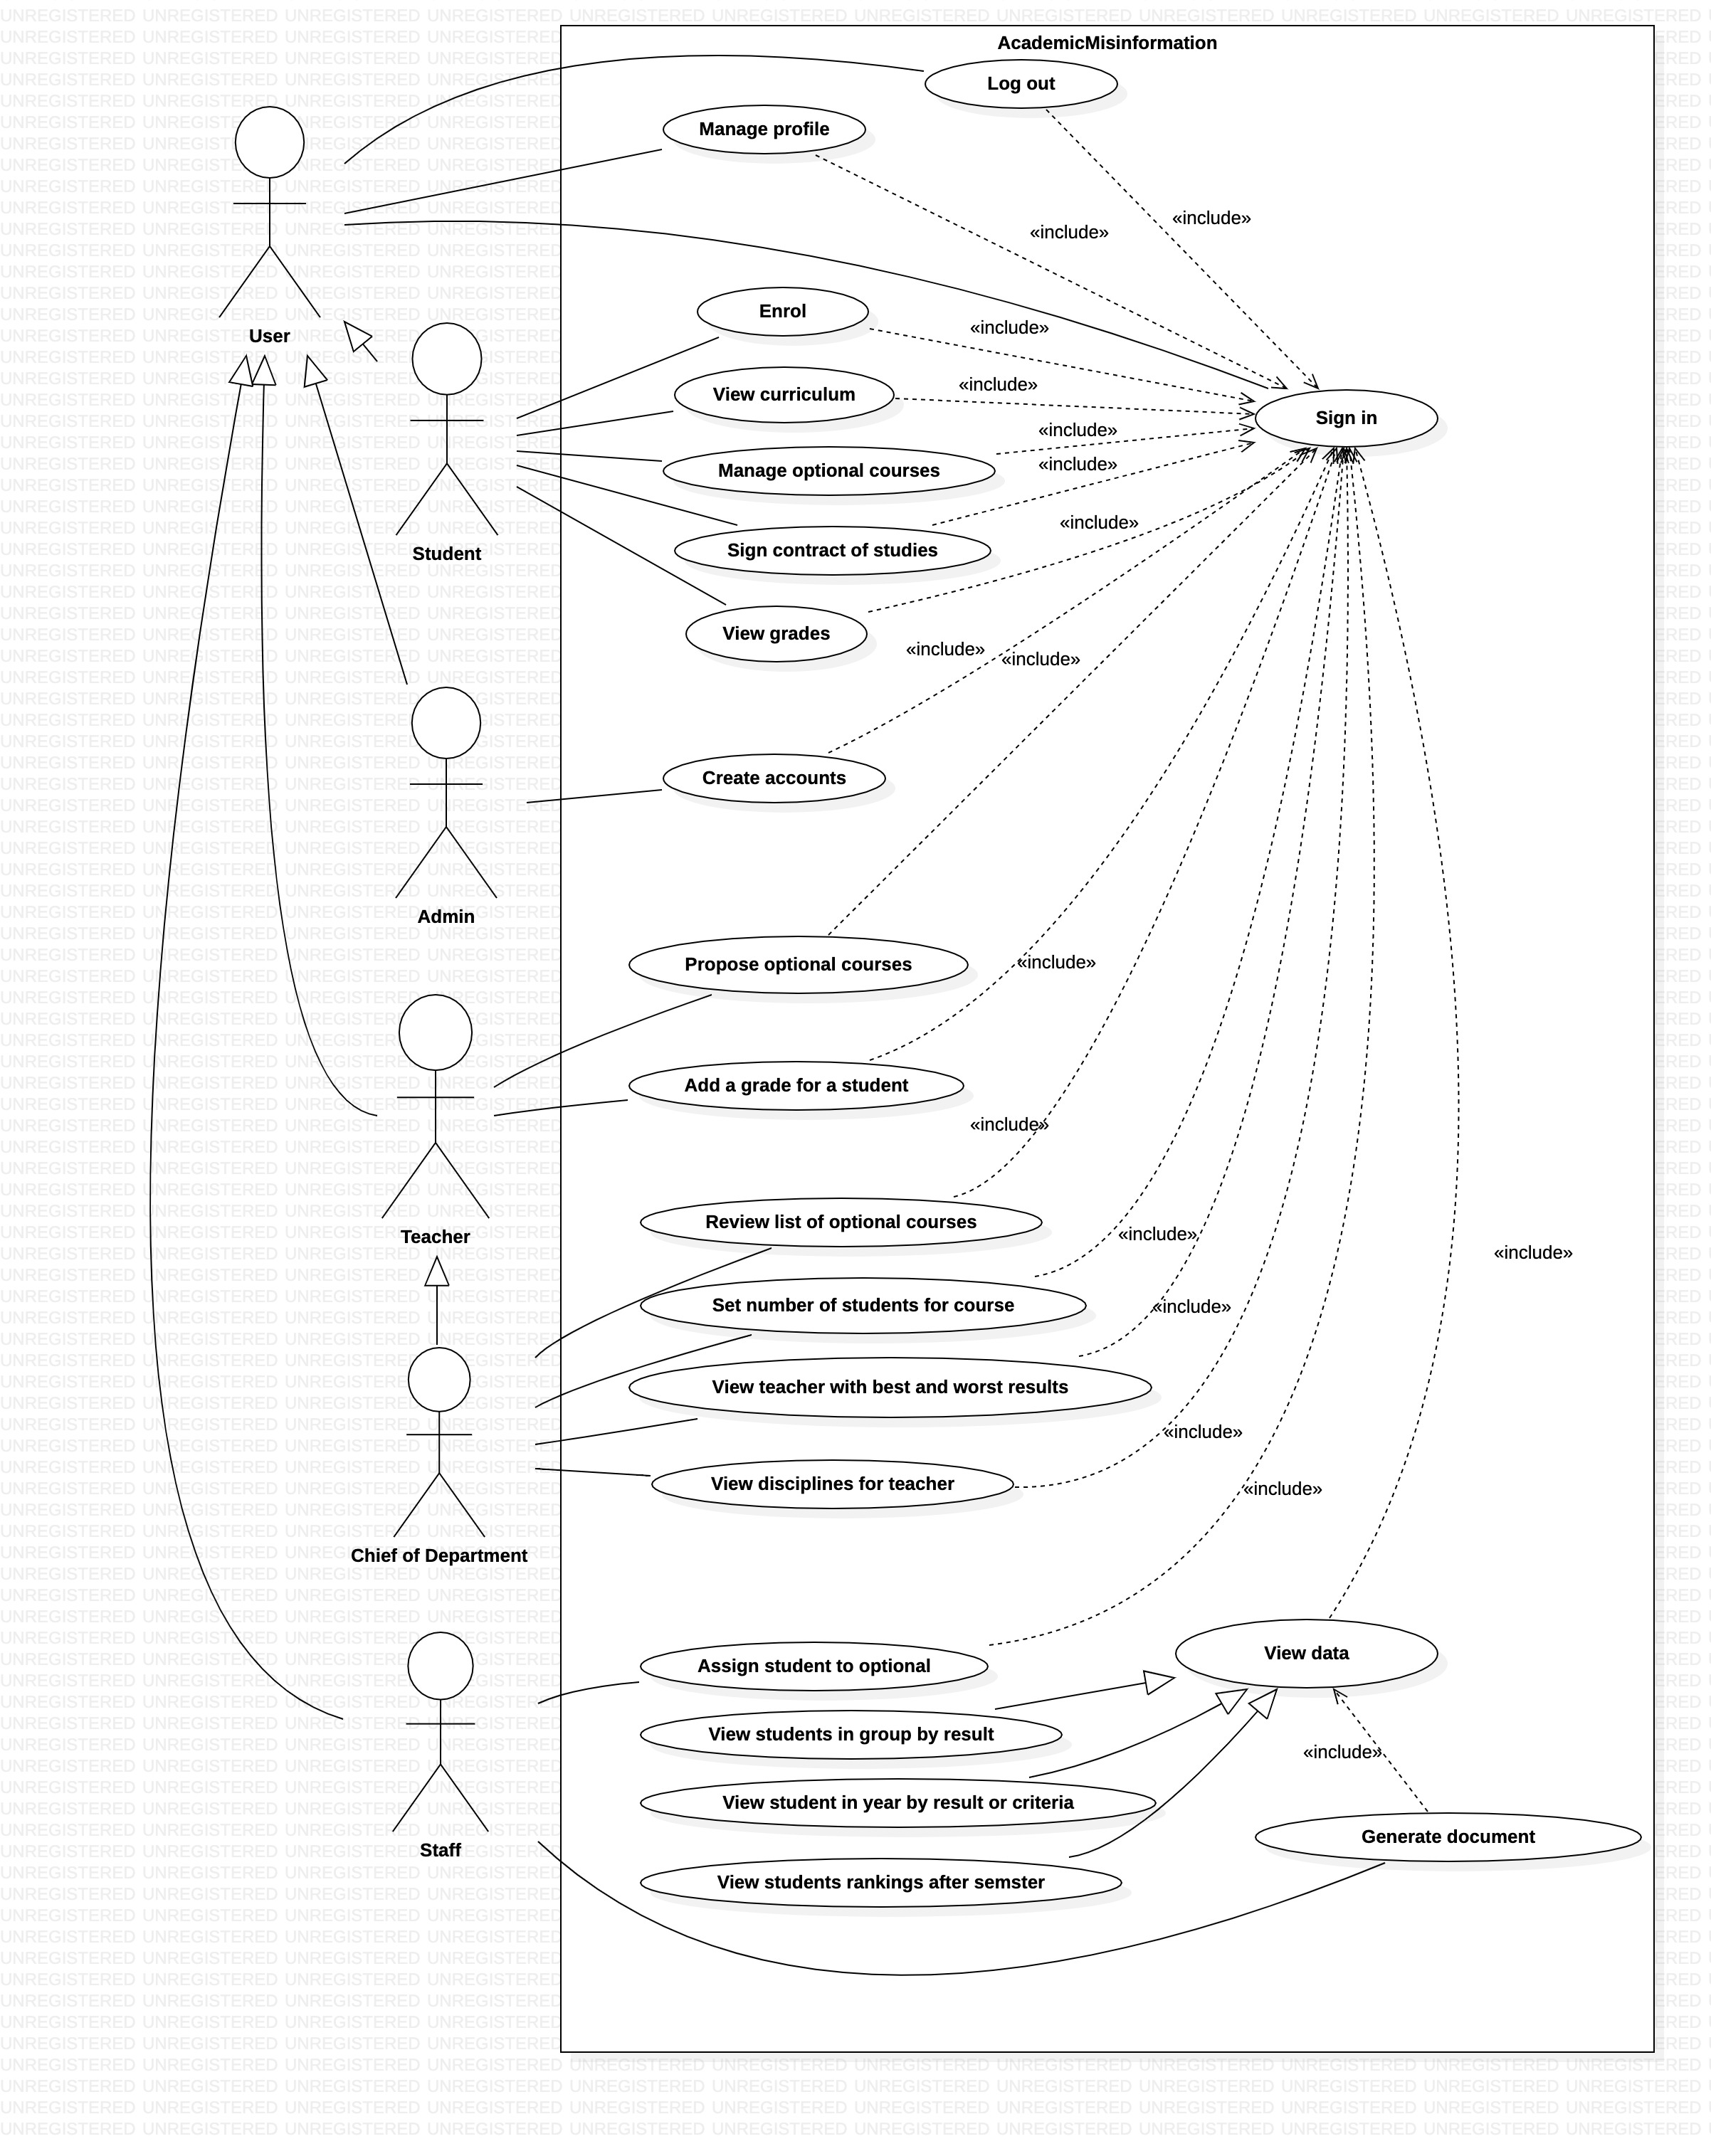 AcademicMisinformation
Log out
Manage profile
«include»
«include»
Enrol
User
«include»
View curriculum
«include»
Sign in
«include»
Manage optional courses
«include»
Sign contract of studies
«include»
Student
View grades
«include»
«include»
Create accounts
Admin
Propose optional courses
«include»
Add a grade for a student
«include»
Review list of optional courses
Teacher
«include»
«include»
Set number of students for course
«include»
View teacher with best and worst results
«include»
View disciplines for teacher
«include»
Chief of Department
View data
Assign student to optional
View students in group by result
«include»
View student in year by result or criteria
Generate document
Staff
View students rankings after semster
UNREGISTERED